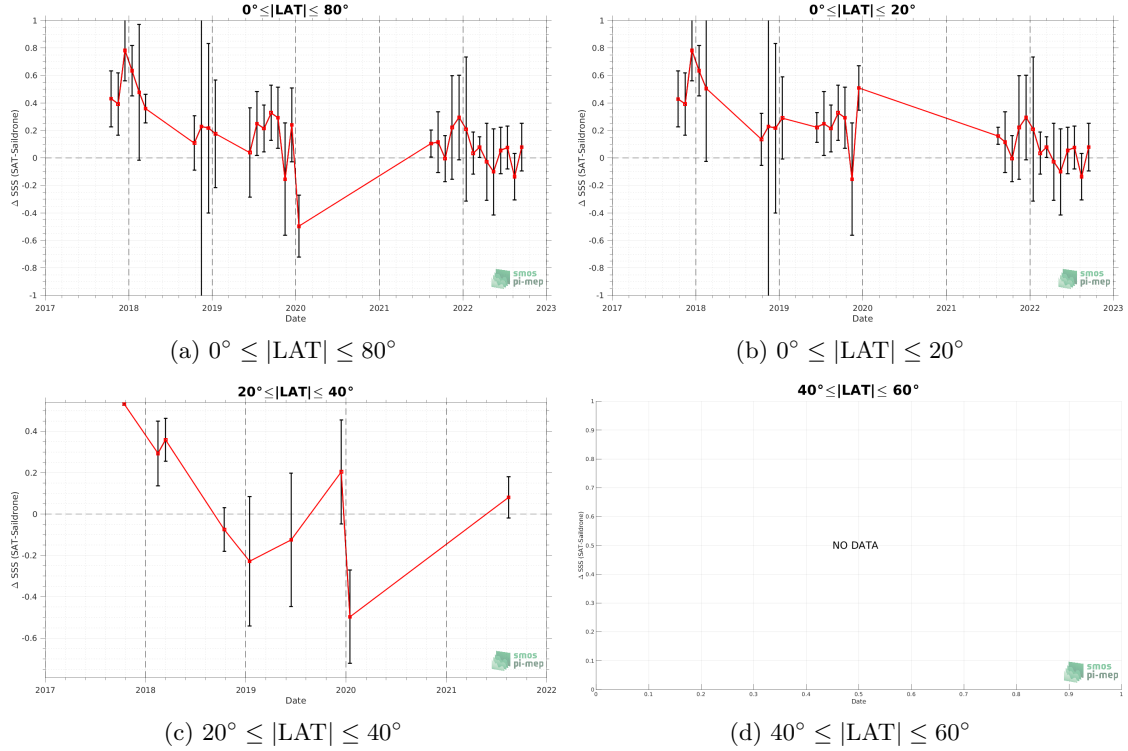 0°≤|LAT|≤ 80°
Δ SSS (SAT-Saildrone)
1
0.8
0.6
0.4
0.2
0
-0.2
-0.4
-0.6
-0.8
-1
2017 2018 2019 2020 2021 2022 2023
Date
smos
pi-mep
(a) 0° ≤ |LAT| ≤ 80°
0°≤|LAT|≤ 20°
Δ SSS (SAT-Saildrone)
1
0.8
0.6
0.4
0.2
0
-0.2
-0.4
-0.6
-0.8
-1
2017 2018 2019 2020 2021 2022 2023
Date
smos
pi-mep
(b) 0° ≤ |LAT| ≤ 20°
20°≤|LAT|≤ 40°
Δ SSS (SAT-Saildrone)
0.4
0.2
0
-0.2
-0.4
-0.6
2017 2018 2019 2020 2021 2022
Date
smos
pi-mep
(c) 20° ≤ |LAT| ≤ 40°
40°≤|LAT|≤ 60°
Δ SSS (SAT-Saildrone)
1
0.9
0.8
0.7
0.6
0.5
0.4
0.3
0.2
0.1
0
NO DATA
0 0.1 0.2 0.3 0.4 0.5 0.6 0.7 0.8 0.9 1
Date
smos
pi-mep
(d) 40° ≤ |LAT| ≤ 60°